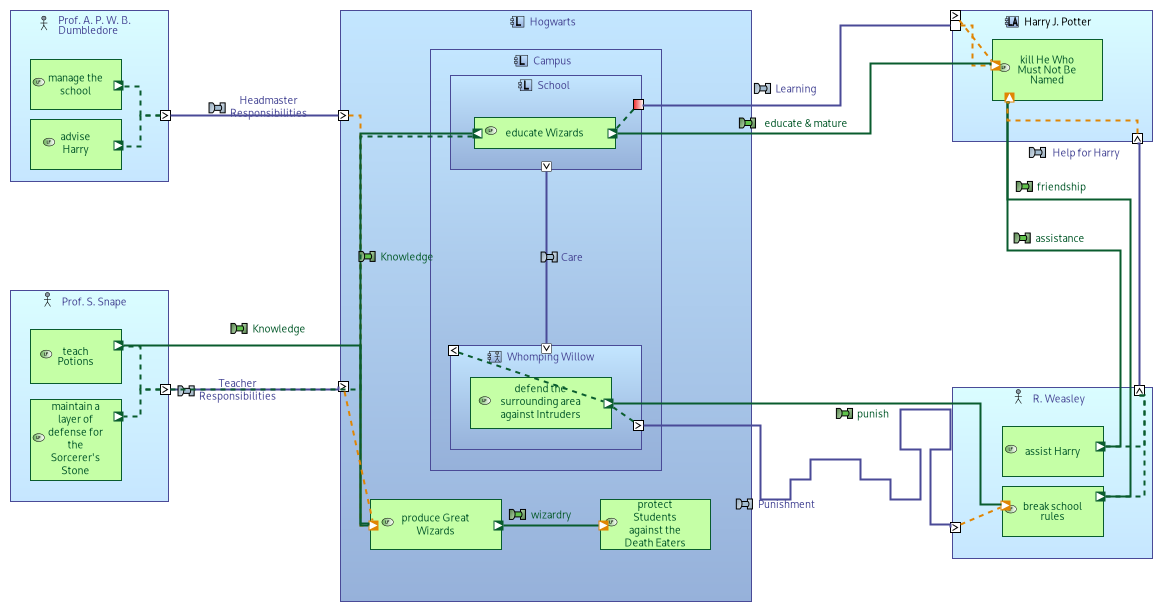 Prof. A. P. W. B.
Dumbledore
manage the
school
advise
Harry
Headmaster
Responsibilities
Hogwarts
Campus
School
educate Wizards
Learning
educate & mature
Harry J. Potter
kill He Who
Must Not Be
Named
Help for Harry
friendship
assistance
Knowledge
Care
Prof. S. Snape
teach
Potions
maintain a
layer of
defense for
the
Sorcerer's
Stone
Knowledge
Teacher
Responsibilities
Whomping Willow
defend the
surrounding area
against Intruders
punish
Punishment
R. Weasley
assist Harry
break school
rules
produce Great
Wizards
wizardry
protect
Students
against the
Death Eaters